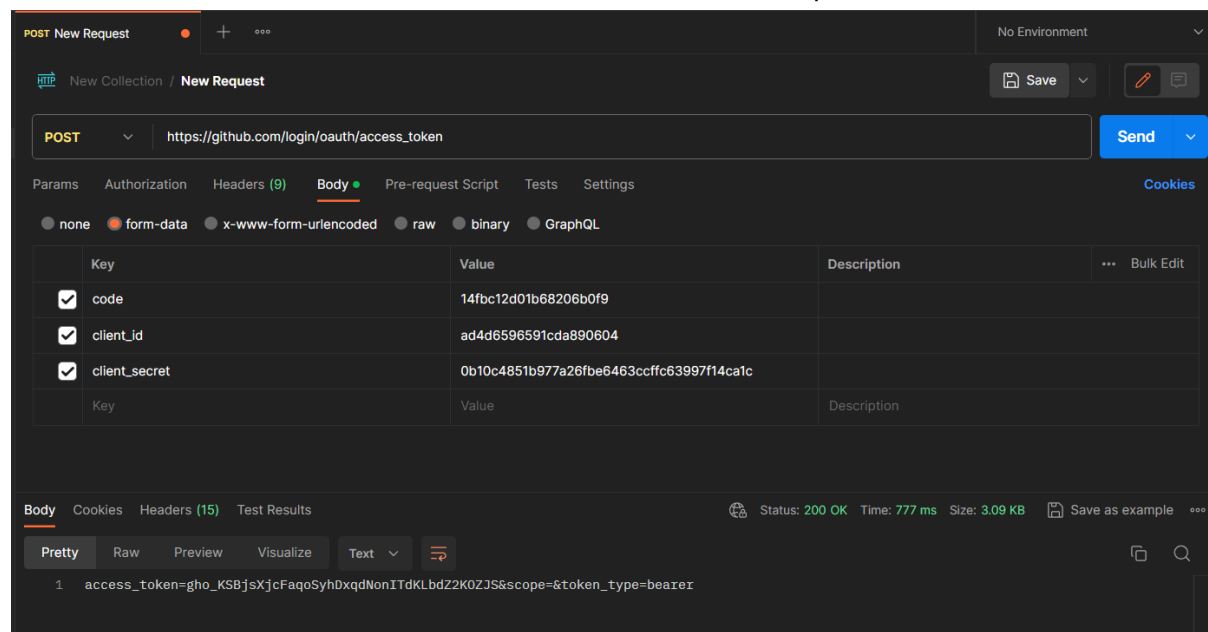 POST New Request No Environment
HTTP New Collection / New Request Save
POST https://github.com/login/oauth/access_token Send
Params Authorization Headers (9) Body Pre-request Script Tests Settings Cookies
none form-data x-www-form-urlencoded raw binary GraphQL
Key Value Description Bulk Edit
code 14fbc12d01b68206b0f9
client_id ad4d6596591cda890604
client_secret 0b10c4851b977a26fbe6463ccffc63997f14ca1c
Key Value Description
Body Cookies Headers (15) Test Results Status: 200 OK Time: 777 ms Size: 3.09 KB Save as example
Pretty Raw Preview Visualize Text
1 access_token=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&scope=&token_type=bearer